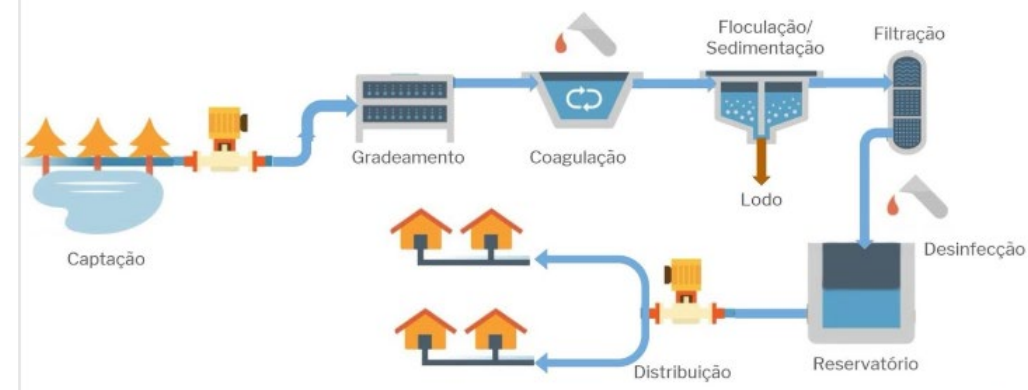 Captação
Gradeamento
Coagulação
Floculação/
Sedimentação
Lodo
Filtração
Desinfecção
Reservatório
Distribuição